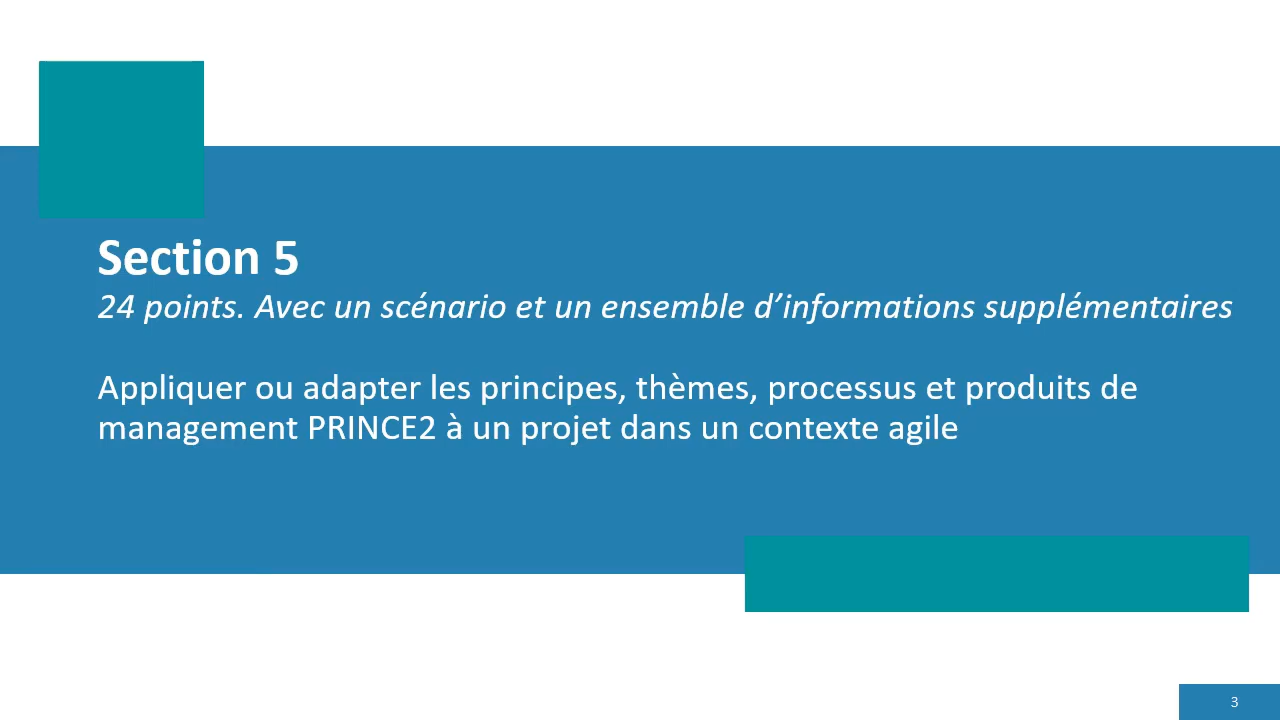 Section 5
24 points. Avec un scénario et un ensemble d’informations supplémentaires
Appliquer ou adapter les principes, thèmes, processus et produits de
management PRINCE2 à un projet dans un contexte agile
3